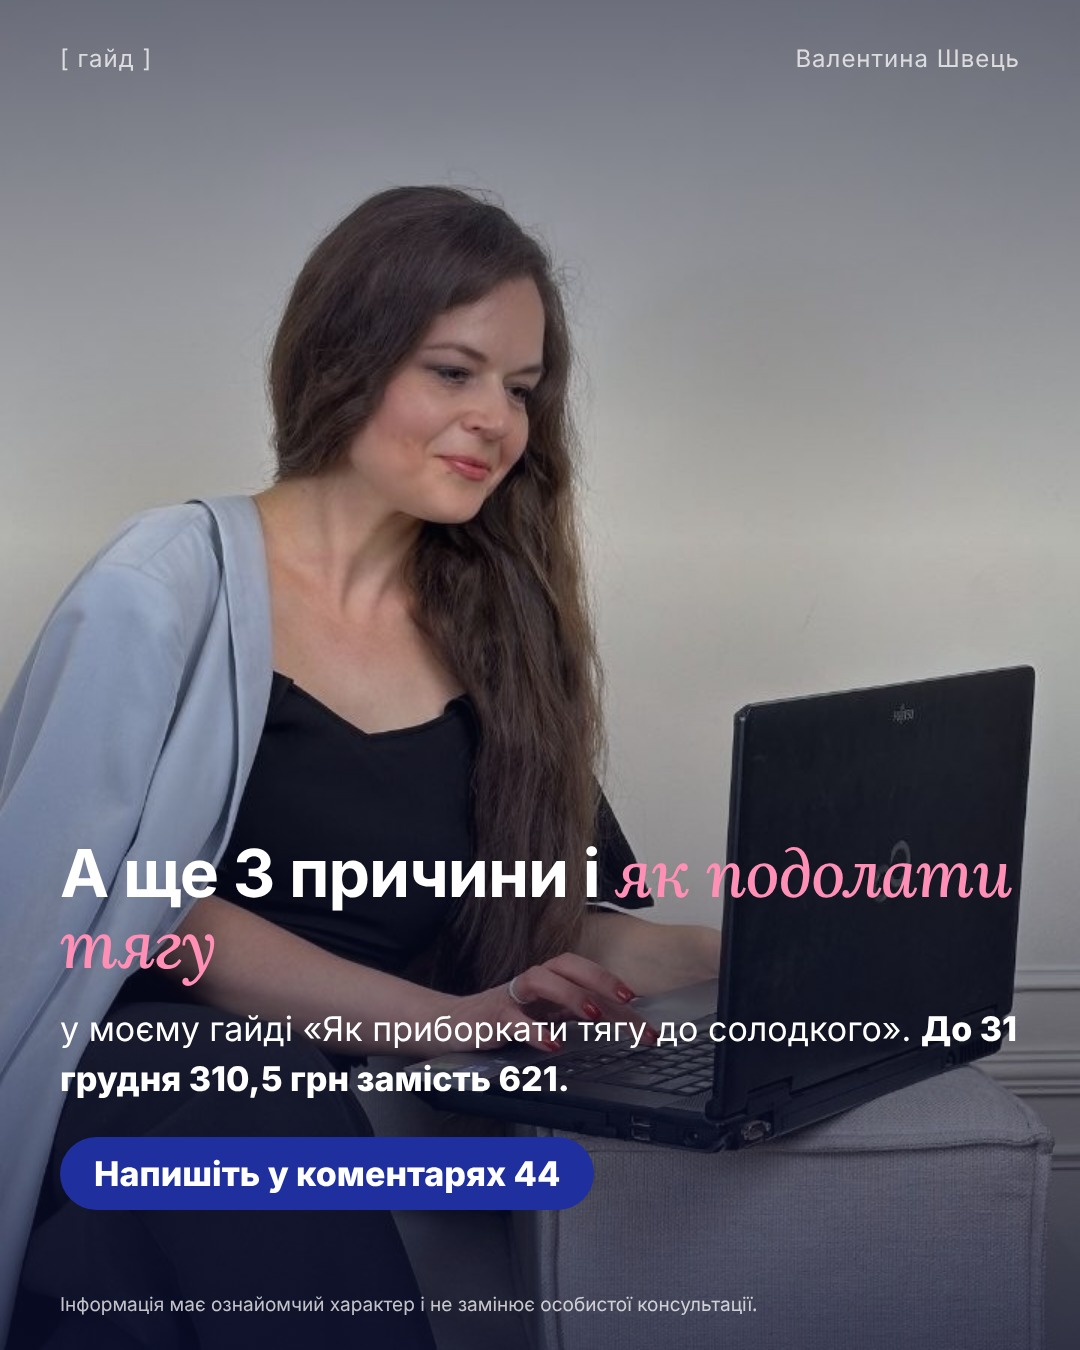 [ гайд ]
Валентина Швець
FUJITSU
А ще 3 причини і як подолати
тягу
у моєму гайді «Як приборкати тягу до солодкого». До 31
грудня 310,5 грн замість 621.
Напишіть у коментарях 44
Інформація має ознайомчий характер і не замінює особистої консультації.